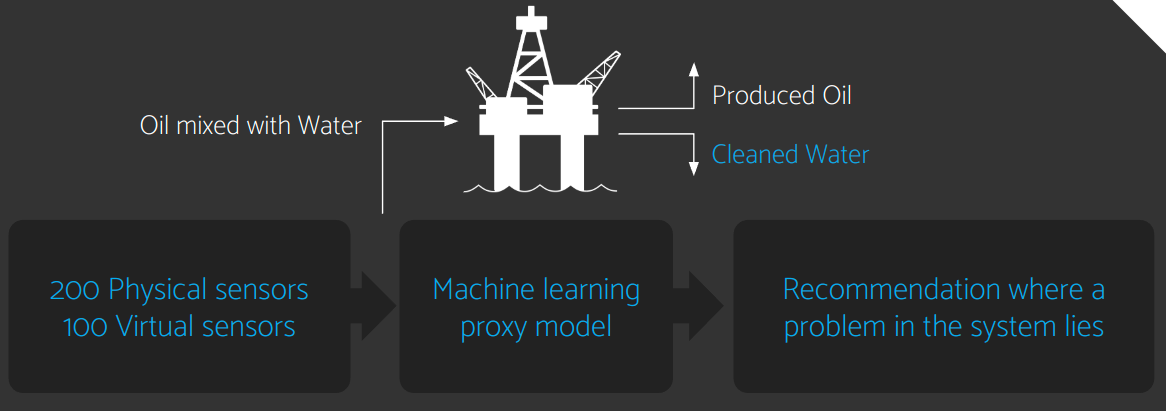 Produced Oil
Oil mixed with Water
Cleaned Water
200 Physical sensors
100 Virtual sensors
Machine learning
proxy model
Recommendation where a
problem in the system lies